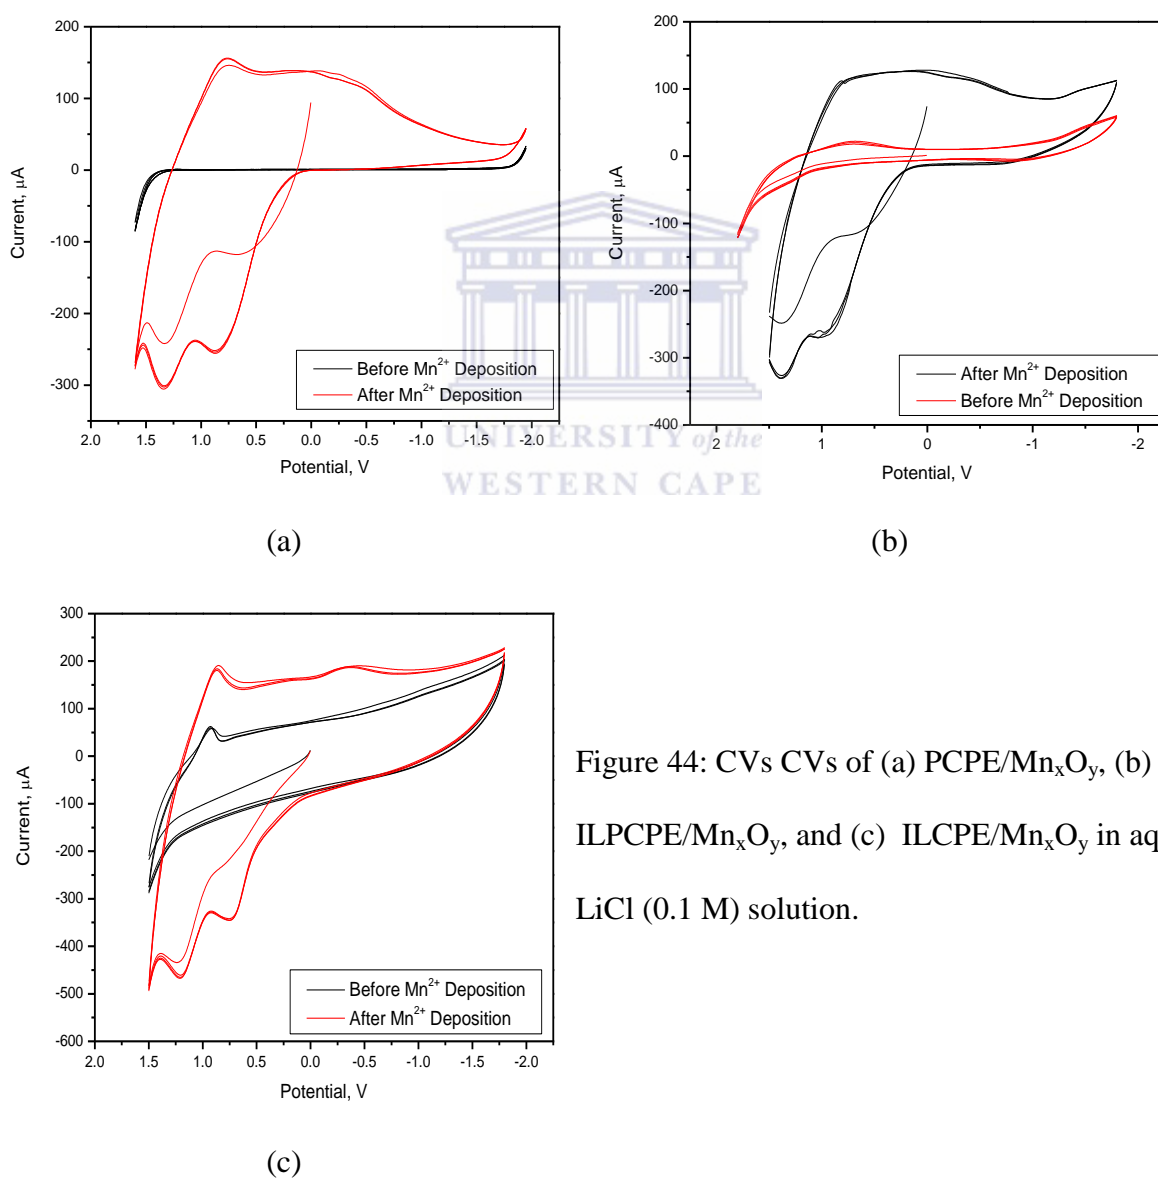 200
100
0
-100
-200
-300
Current, μA
2.0 1.5 1.0 0.5 0.0 -0.5 -1.0 -1.5 -2.0
Potential, V
Before Mn²⁺ Deposition
After Mn²⁺ Deposition
(a)
200
100
0
-100
-200
-300
-400
Current, μA
2 1 0 -1 -2
Potential, V
After Mn²⁺ Deposition
Before Mn²⁺ Deposition
(b)
UNIVERSITY of the
WESTERN CAPE
300
200
100
0
-100
-200
-300
-400
-500
-600
Current, μA
2.0 1.5 1.0 0.5 0.0 -0.5 -1.0 -1.5 -2.0
Potential, V
Before Mn²⁺ Deposition
After Mn²⁺ Deposition
(c)
Figure 44: CVs CVs of (a) PCPE/MnₓOᵧ, (b)
ILPCPE/MnₓOᵧ, and (c) ILCPE/MnₓOᵧ in aq
LiCl (0.1 M) solution.